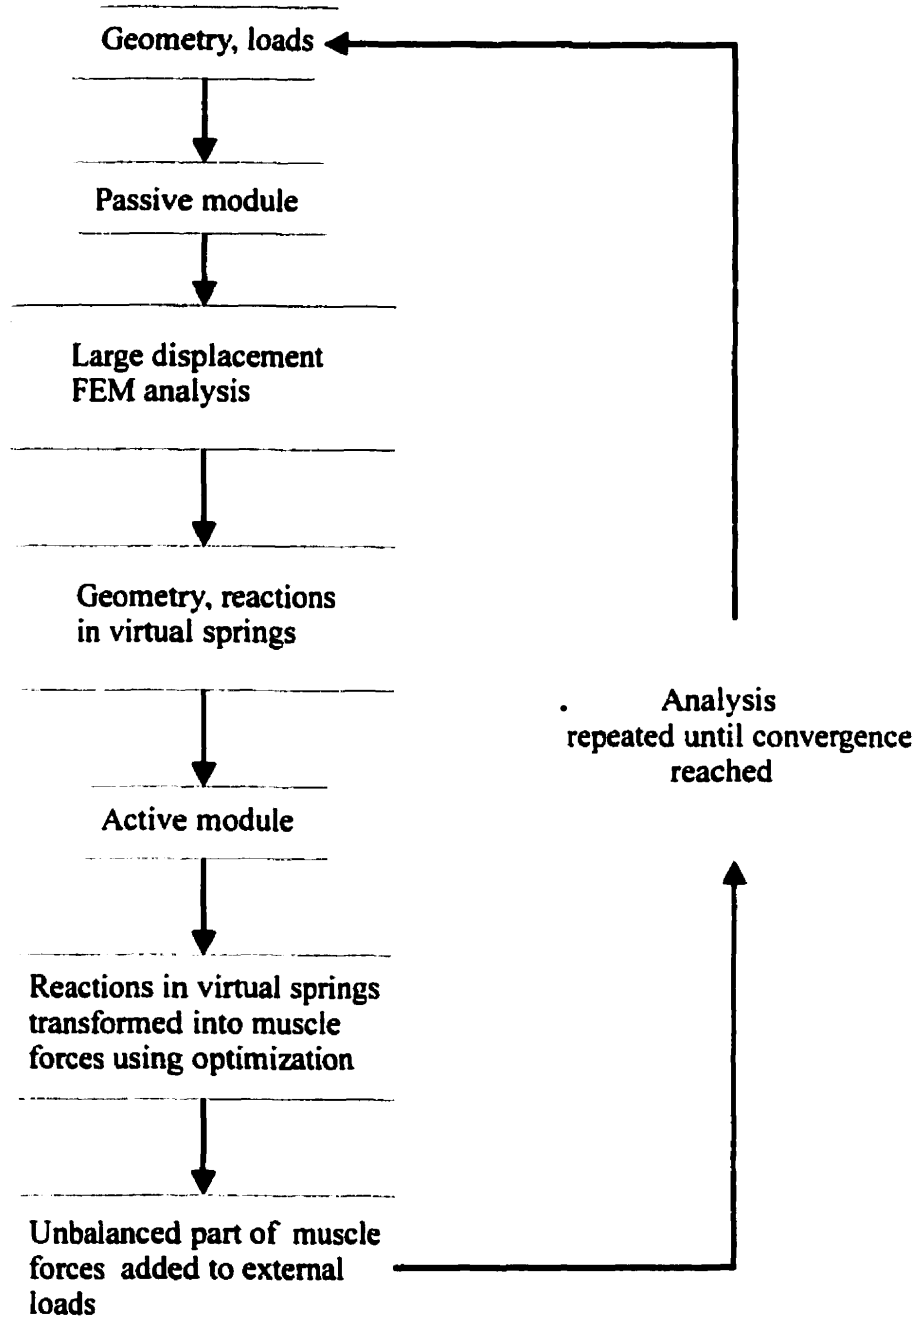 Geometry, loads
Passive module
Large displacement
FEM analysis
Geometry, reactions
in virtual springs
Analysis
repeated until convergence
reached
Active module
Reactions in virtual springs
transformed into muscle
forces using optimization
Unbalanced part of muscle
forces added to external
loads